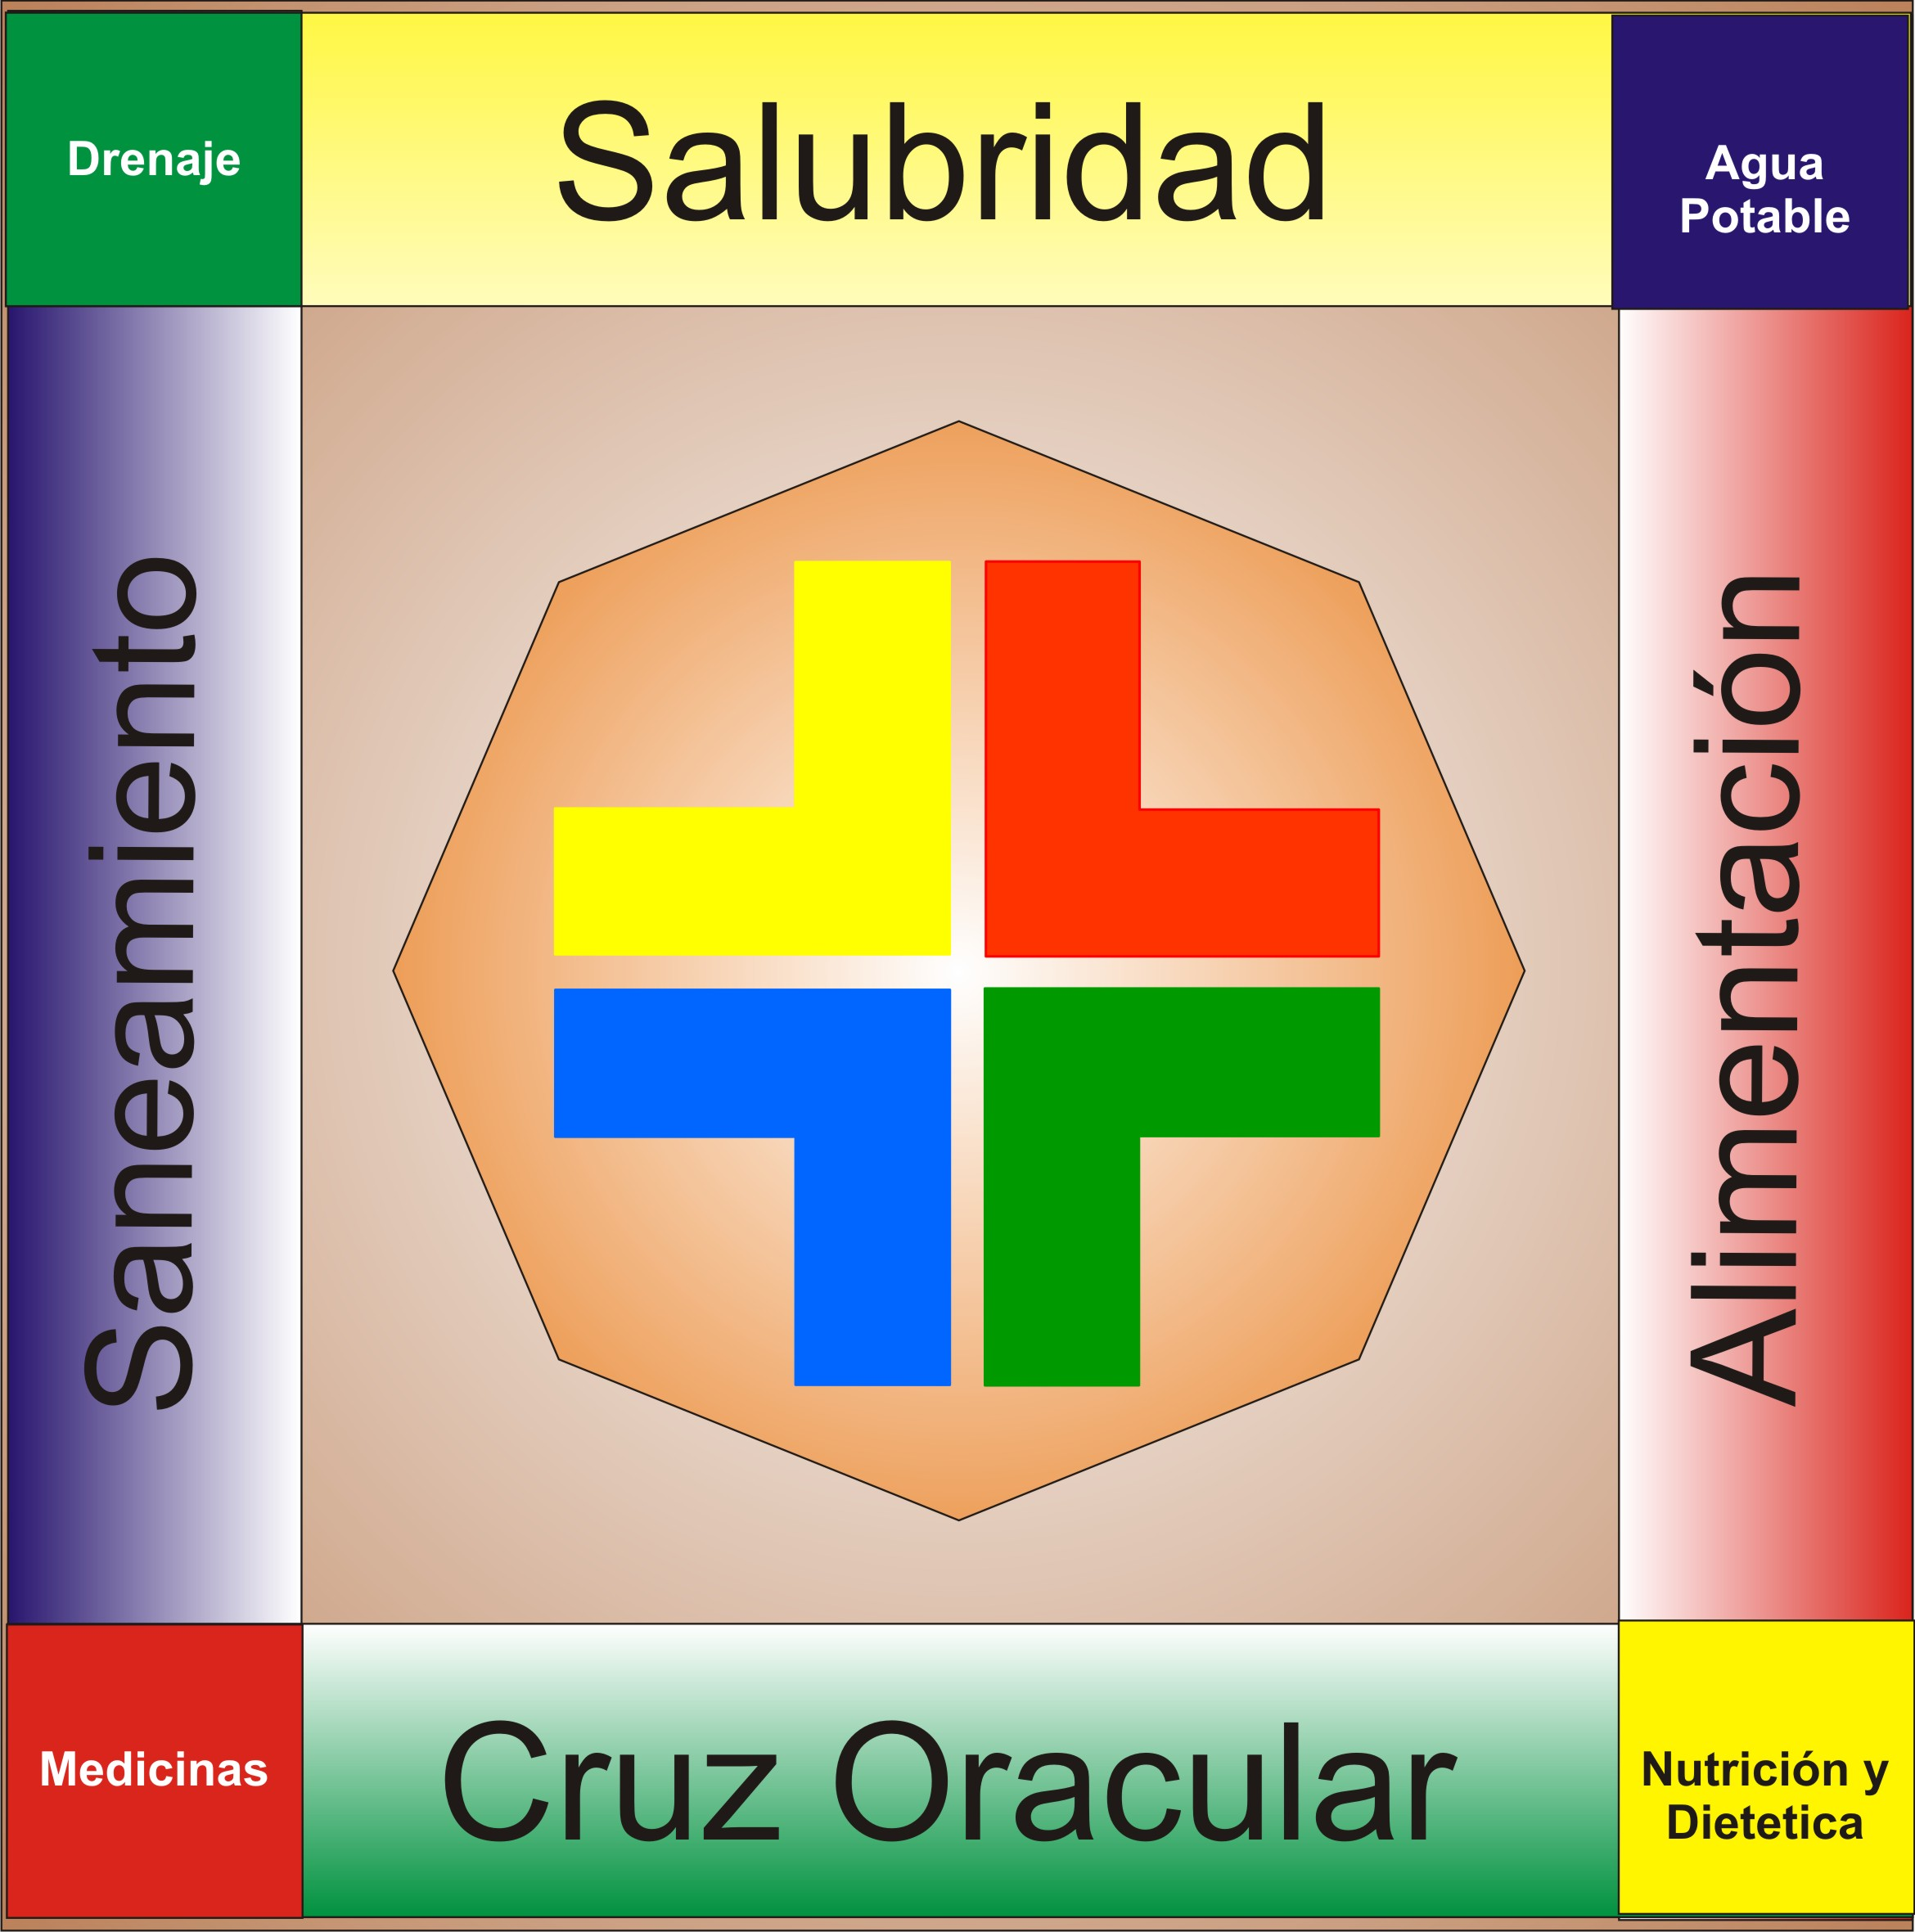 Drenaje
Salubridad
Agua
Potable
Saneamiento
Alimentación
Medicinas
Cruz Oracular
Nutrición y
Dietetica